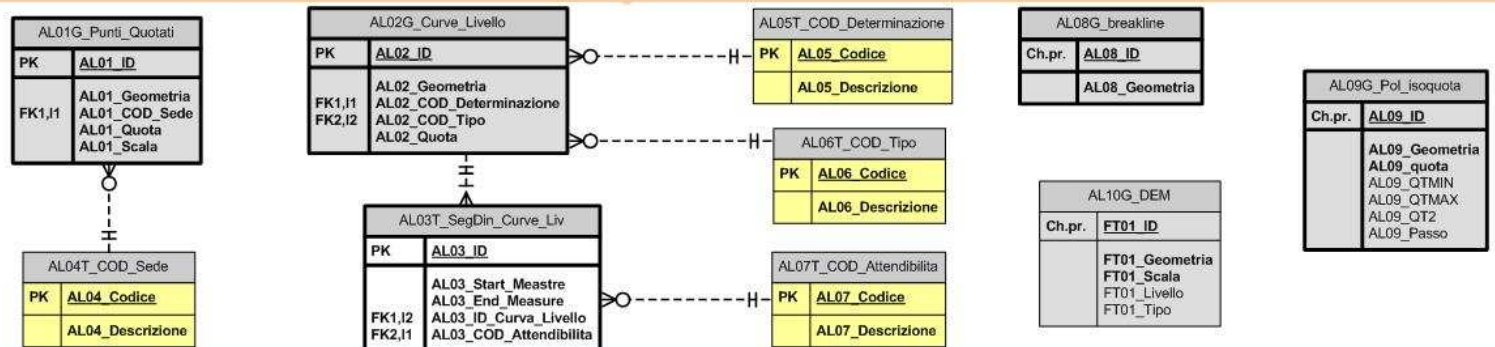 AL01G_Punti_Quotati
PK AL01_ID
AL01_Geometria
FK1,I1 AL01_COD_Sede
AL01_Quota
AL01_Scala
AL04T_COD_Sede
PK AL04_Codice
AL04_Descrizione
AL02G_Curve_Livello
PK AL02_ID
AL02_Geometria
FK1,I1 AL02_COD_Determinazione
FK2,I2 AL02_COD_Tipo
AL02_Quota
AL03T_SegDin_Curve_Liv
PK AL03_ID
AL03_Start_Meastre
AL03_End_Measure
FK1,I2 AL03_ID_Curva_Livello
FK2,I1 AL03_COD_Attendibilita
AL05T_COD_Determinazione
PK AL05_Codice
AL05_Descrizione
AL06T_COD_Tipo
PK AL06_Codice
AL06_Descrizione
AL07T_COD_Attendibilita
PK AL07_Codice
AL07_Descrizione
AL08G_breakline
Ch.pr. AL08_ID
AL08_Geometria
AL10G_DEM
Ch.pr. FT01_ID
FT01_Geometria
FT01_Scala
FT01_Livello
FT01_Tipo
AL09G_Pol_isoquota
Ch.pr. AL09_ID
AL09_Geometria
AL09_quota
AL09_QTMIN
AL09_QTMAX
AL09_QT2
AL09_Passo